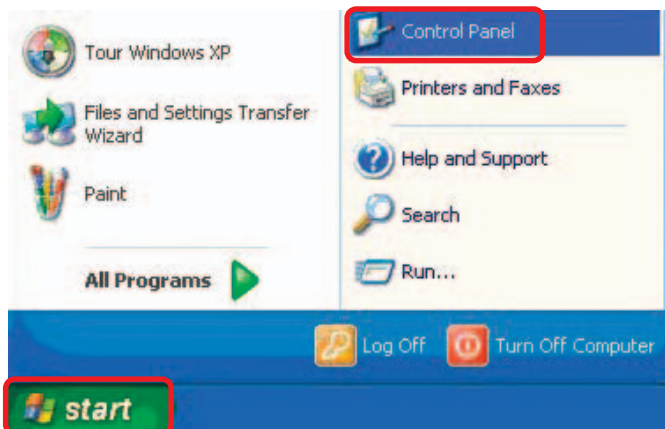 Tour Windows XP
Files and Settings Transfer
Wizard
Paint
All Programs
Control Panel
Printers and Faxes
Help and Support
Search
Run...
Log Off
Turn Off Computer
start